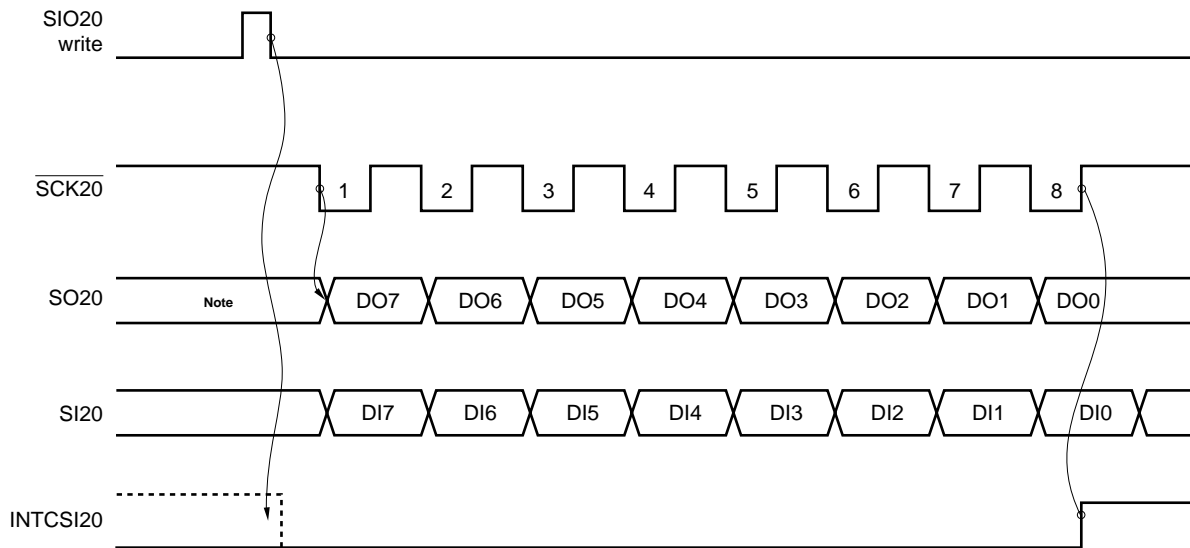 SIO20
write
SCK20
1 2 3 4 5 6 7 8
SO20 Note DO7 DO6 DO5 DO4 DO3 DO2 DO1 DO0
SI20 DI7 DI6 DI5 DI4 DI3 DI2 DI1 DI0
INTCSI20